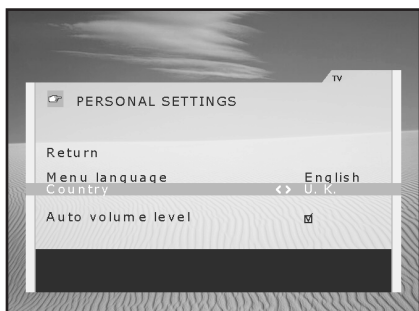 TV
PERSONAL SETTINGS
Return
Menu language English
Country <> U. K.
Auto volume level